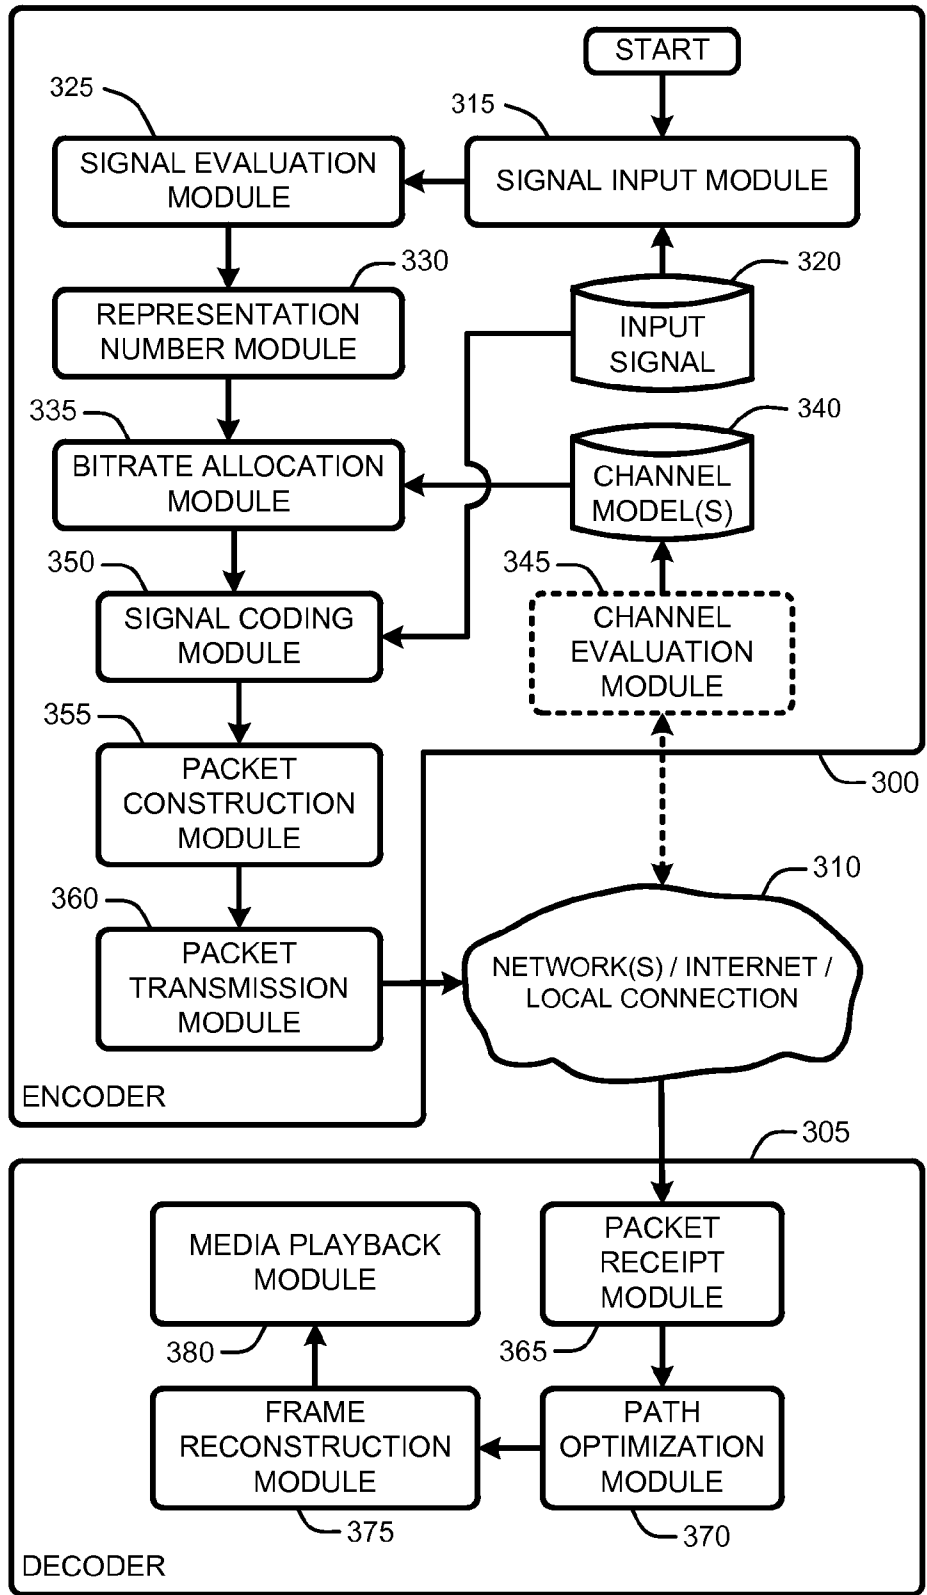 START
325
315
SIGNAL EVALUATION
MODULE
SIGNAL INPUT MODULE
330
320
REPRESENTATION
NUMBER MODULE
INPUT
SIGNAL
335
340
BITRATE ALLOCATION
MODULE
CHANNEL
MODEL(S)
350
345
SIGNAL CODING
MODULE
CHANNEL
EVALUATION
MODULE
355
PACKET
CONSTRUCTION
MODULE
300
360
310
PACKET
TRANSMISSION
MODULE
NETWORK(S) / INTERNET /
LOCAL CONNECTION
ENCODER
305
MEDIA PLAYBACK
MODULE
PACKET
RECEIPT
MODULE
380
365
FRAME
RECONSTRUCTION
MODULE
PATH
OPTIMIZATION
MODULE
375
370
DECODER